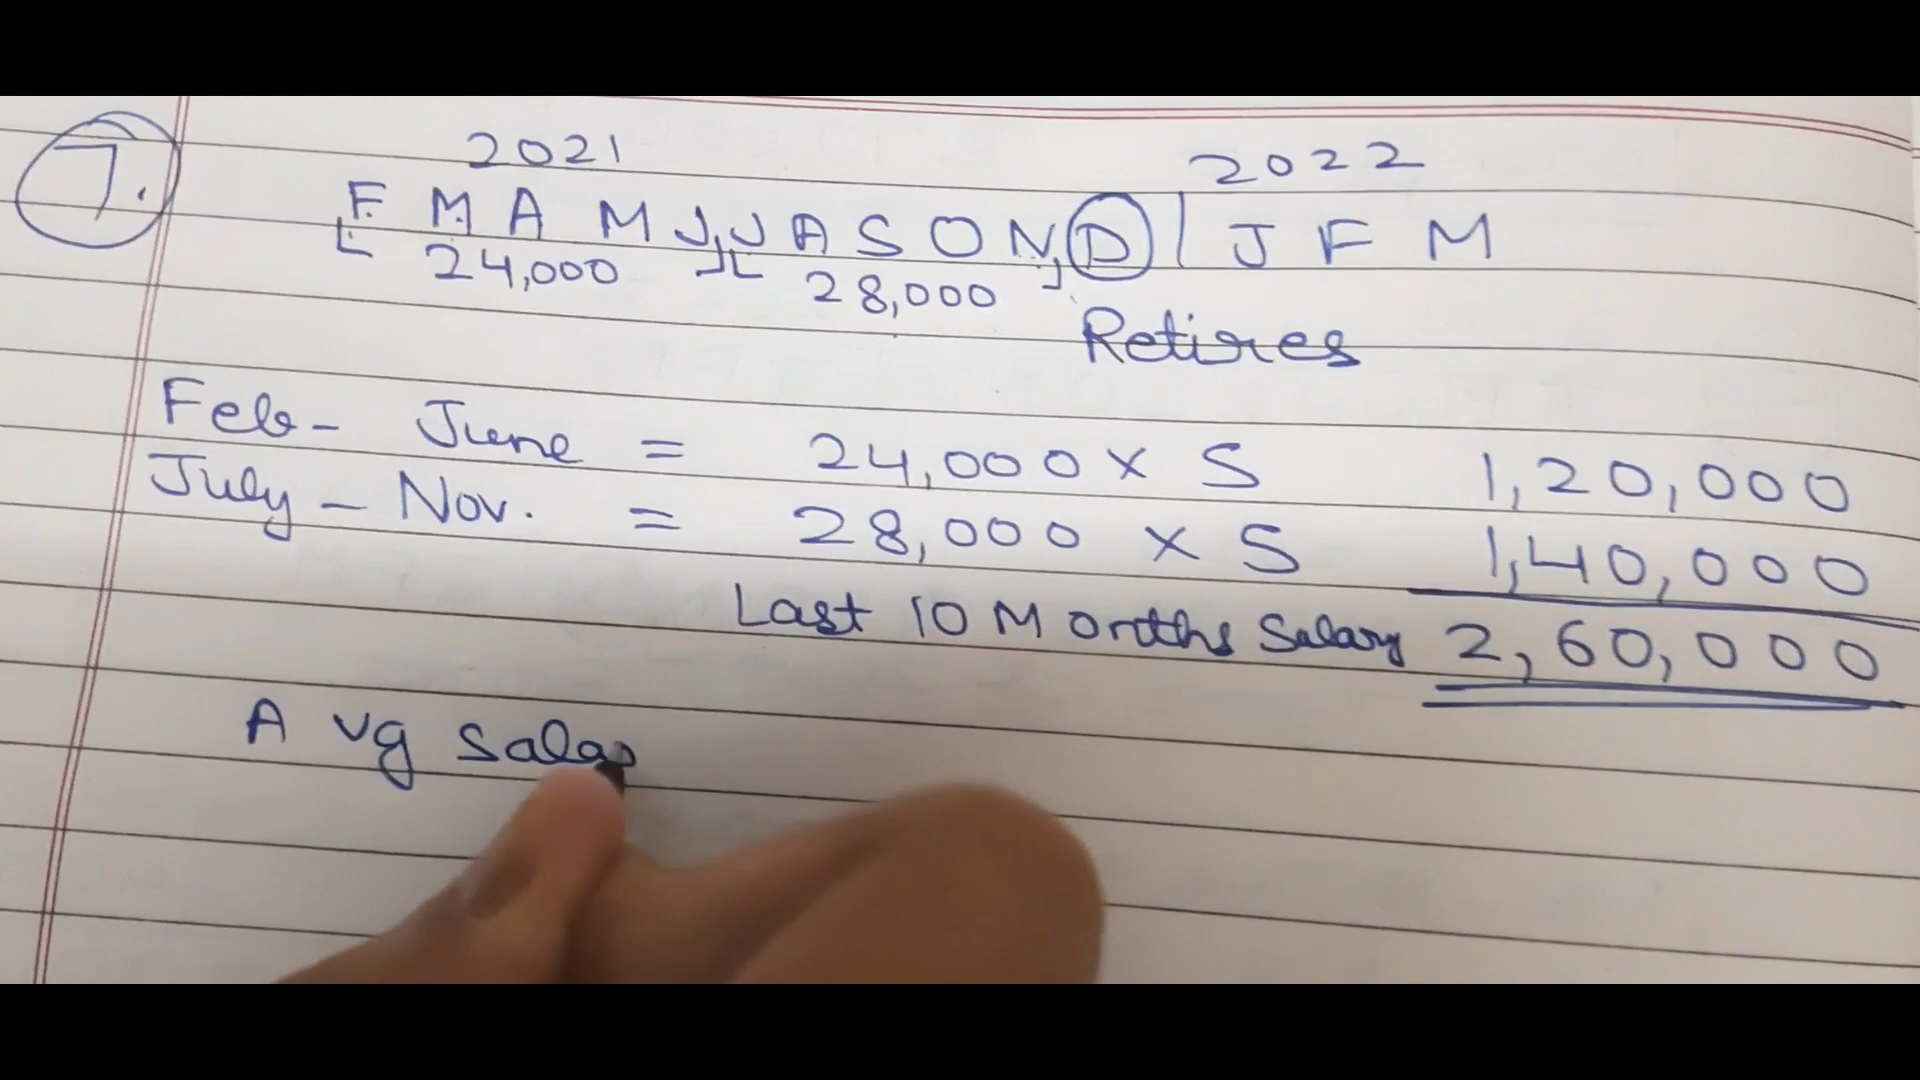 7.
2021 2022
F M A M J, J A S O N, D | J F M
24,000 28,000
Retires
Feb - June = 24,000 x 5 1,20,000
July - Nov. = 28,000 x 5 1,40,000
Last 10 Months Salary 2,60,000
Avg